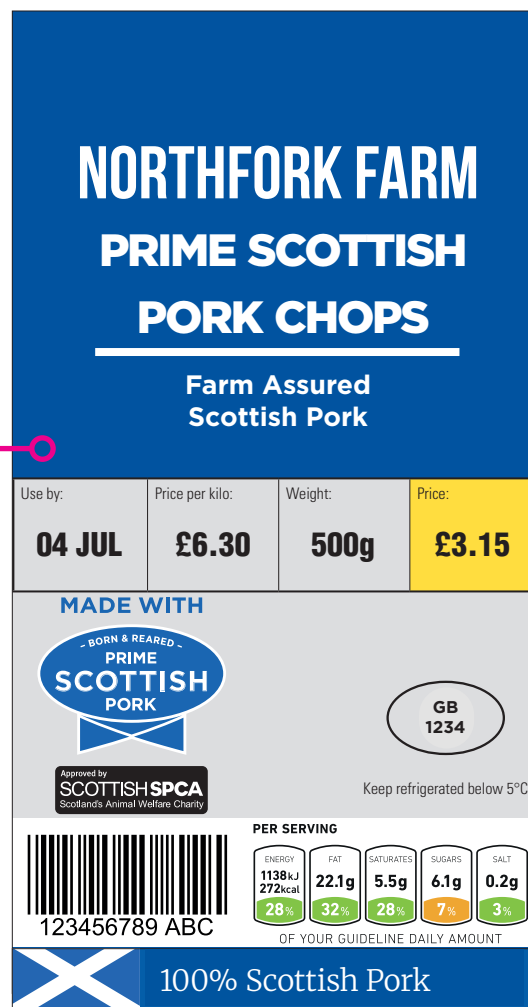 NORTHFORK FARM
PRIME SCOTTISH
PORK CHOPS
Farm Assured
Scottish Pork
Use by:
04 JUL
Price per kilo:
£6.30
Weight:
500g
Price:
£3.15
MADE WITH
– BORN & REARED –
PRIME
SCOTTISH
PORK
GB
1234
Approved by
SCOTTISHSPCA
Scotland's Animal Welfare Charity
Keep refrigerated below 5°C
123456789 ABC
PER SERVING
ENERGY
1138kJ
272kcal
28%
FAT
22.1g
32%
SATURATES
5.5g
28%
SUGARS
6.1g
7%
SALT
0.2g
3%
OF YOUR GUIDELINE DAILY AMOUNT
100% Scottish Pork